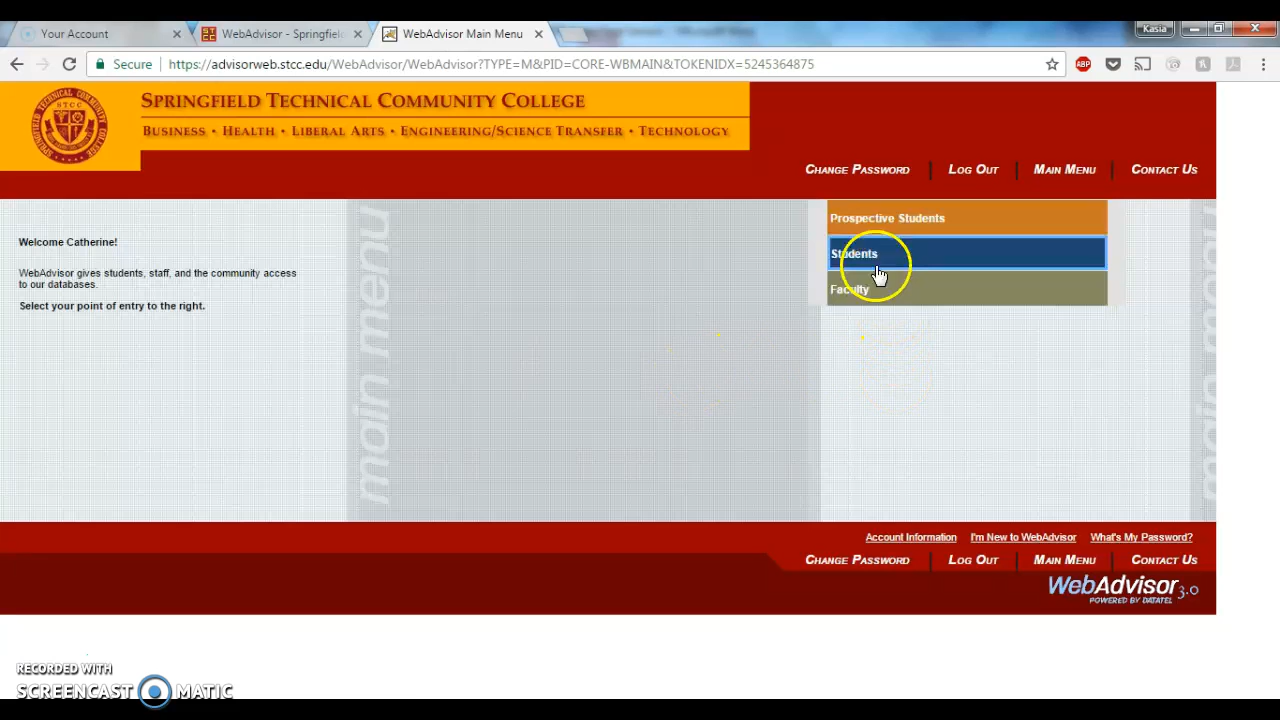 Your Account
WebAdvisor - Springfiel
WebAdvisor Main Menu
Kasia
Secure
https://advisorweb.stcc.edu/WebAdvisor/WebAdvisor?TYPE=M&PID=CORE-WBMAIN&TOKENIDX=5245364875
ABP
STCC
SPRINGFIELD TECHNICAL COMMUNITY COLLEGE
BUSINESS • HEALTH • LIBERAL ARTS • ENGINEERING/SCIENCE TRANSFER • TECHNOLOGY
CHANGE PASSWORD
LOG OUT
MAIN MENU
CONTACT US
Prospective Students
Students
Faculty
Welcome Catherine!
WebAdvisor gives students, staff, and the community access
to our databases.
Select your point of entry to the right.
main menu
main menu
Account Information
I'm New to WebAdvisor
What's My Password?
CHANGE PASSWORD
LOG OUT
MAIN MENU
CONTACT US
WebAdvisor 3.0
POWERED BY DATATEL
RECORDED WITH
SCREENCAST MATIC